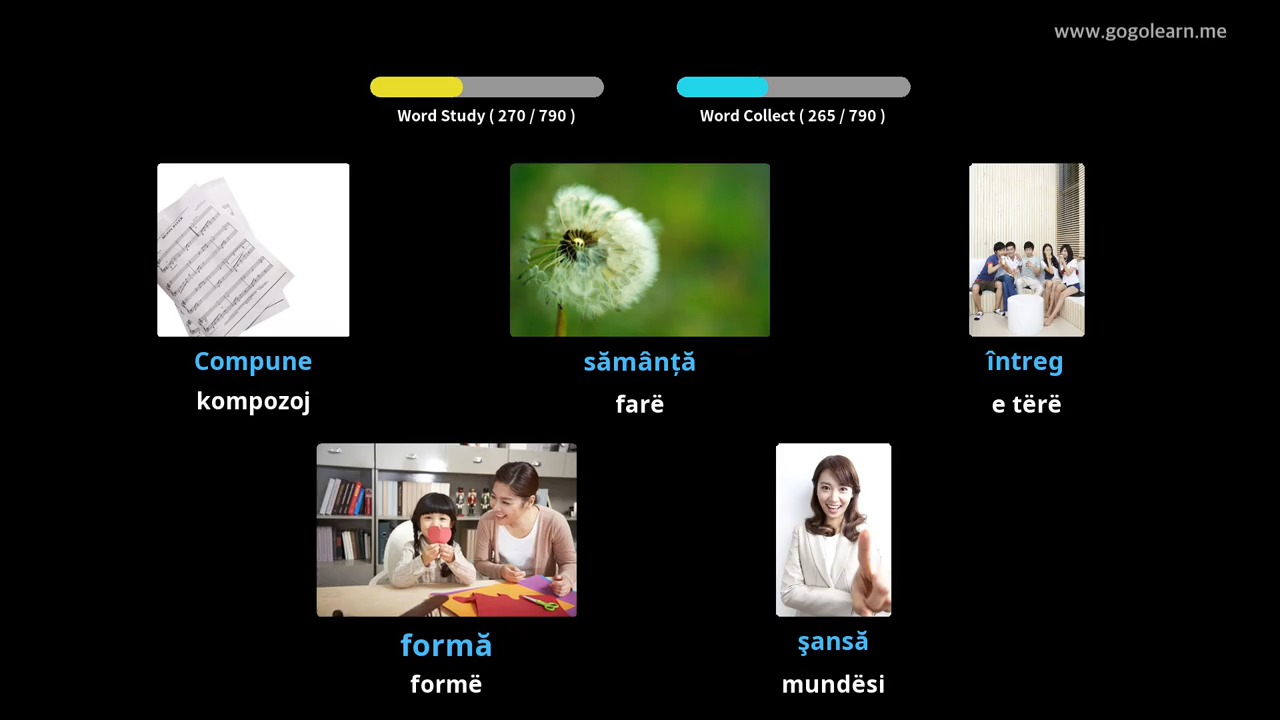 www.gogolearn.me
Word Study ( 270 / 790 )
Word Collect ( 265 / 790 )
Compune
kompozoj
sămânță
farë
întreg
e tërë
formă
formë
şansă
mundësi